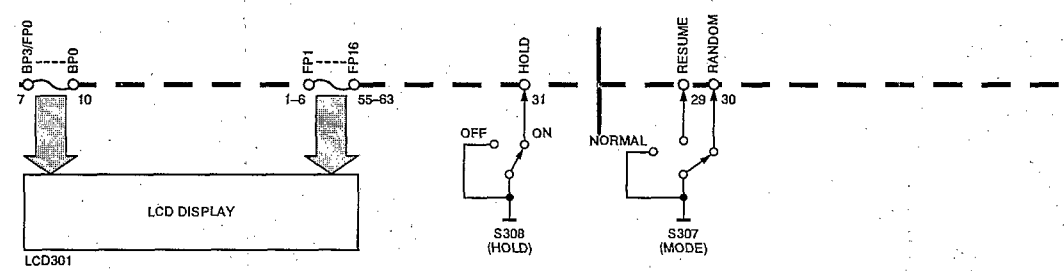 BP3/FP0
BP0
FP1
FP16
HOLD
RESUME
RANDOM
7
10
1–6
55–63
31
29
30
OFF
ON
NORMAL
LCD DISPLAY
LCD301
S308
(HOLD)
S307
(MODE)